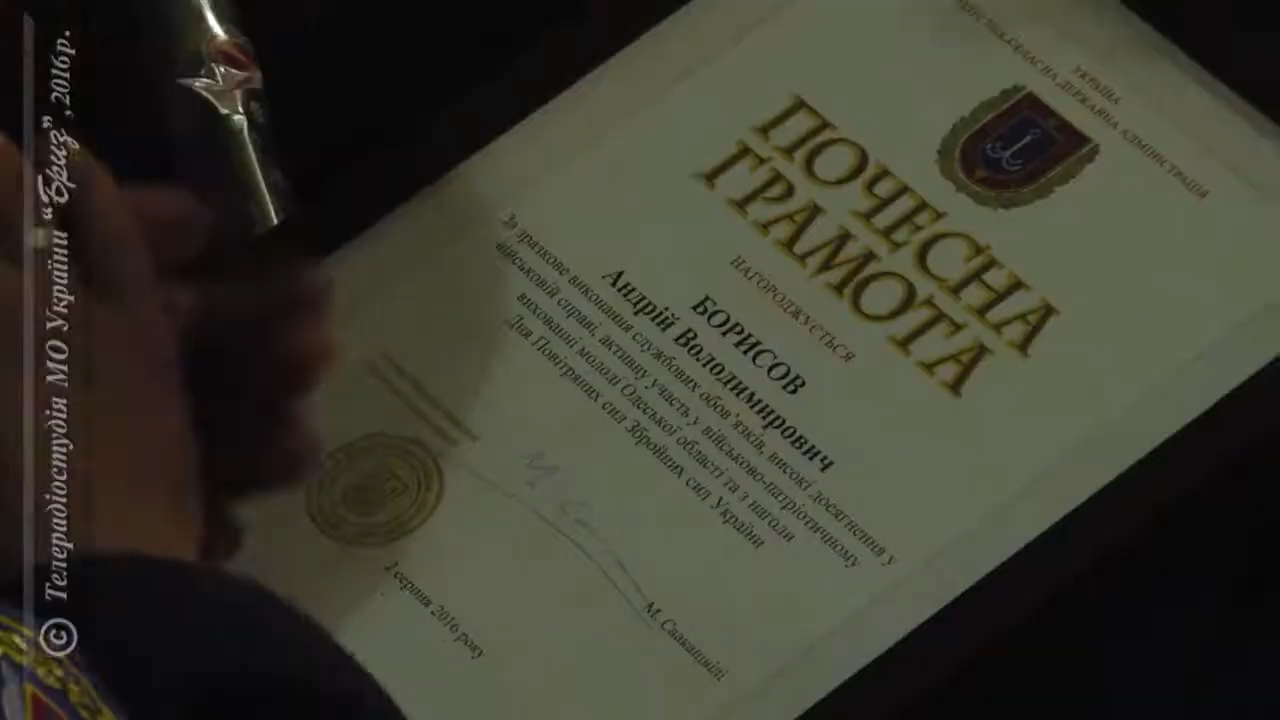 УКРАЇНА
ОДЕСЬКА ОБЛАСНА ДЕРЖАВНА АДМІНІСТРАЦІЯ
ПОЧЕСНА
ГРАМОТА
НАГОРОДЖУЄТЬСЯ
БОРИСОВ
Андрій Володимирович
За зразкове виконання службових обов'язків, високі досягнення у
військовій справі, активну участь у військово-патріотичному
вихованні молоді Одеської області та з нагоди
Дня Повітряних сил Збройних сил України
М. Саакашвілі
1 серпня 2016 року
© Телерадіостудія МО України “Бриз”, 2016р.